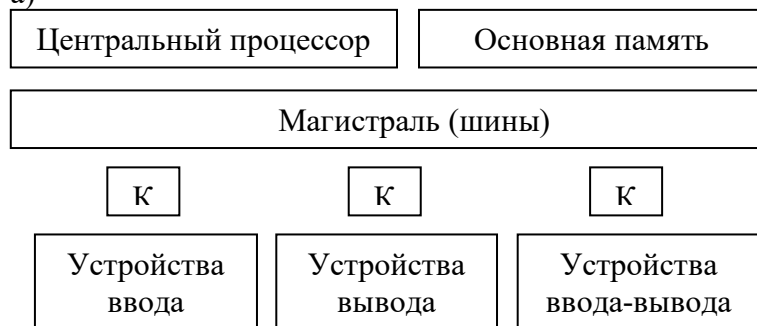 а)
Центральный процессор
Основная память
Магистраль (шины)
К
К
К
Устройства
ввода
Устройства
вывода
Устройства
ввода-вывода